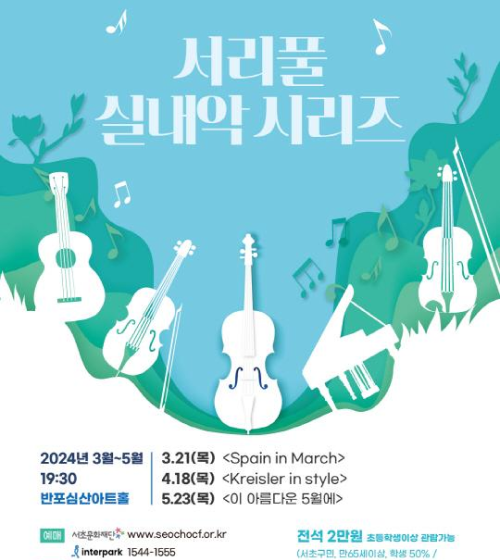 서리풀
실내악 시리즈
2024년 3월~5월
19:30
반포심산아트홀
3.21(목) <Spain in March>
4.18(목) <Kreisler in style>
5.23(목) <이 아름다운 5월에>
예매 서초문화재단 www.seochocf.or.kr
interpark 1544-1555
전석 2만원 초등학생이상 관람가능
(서초구민, 만65세이상, 학생 50% /